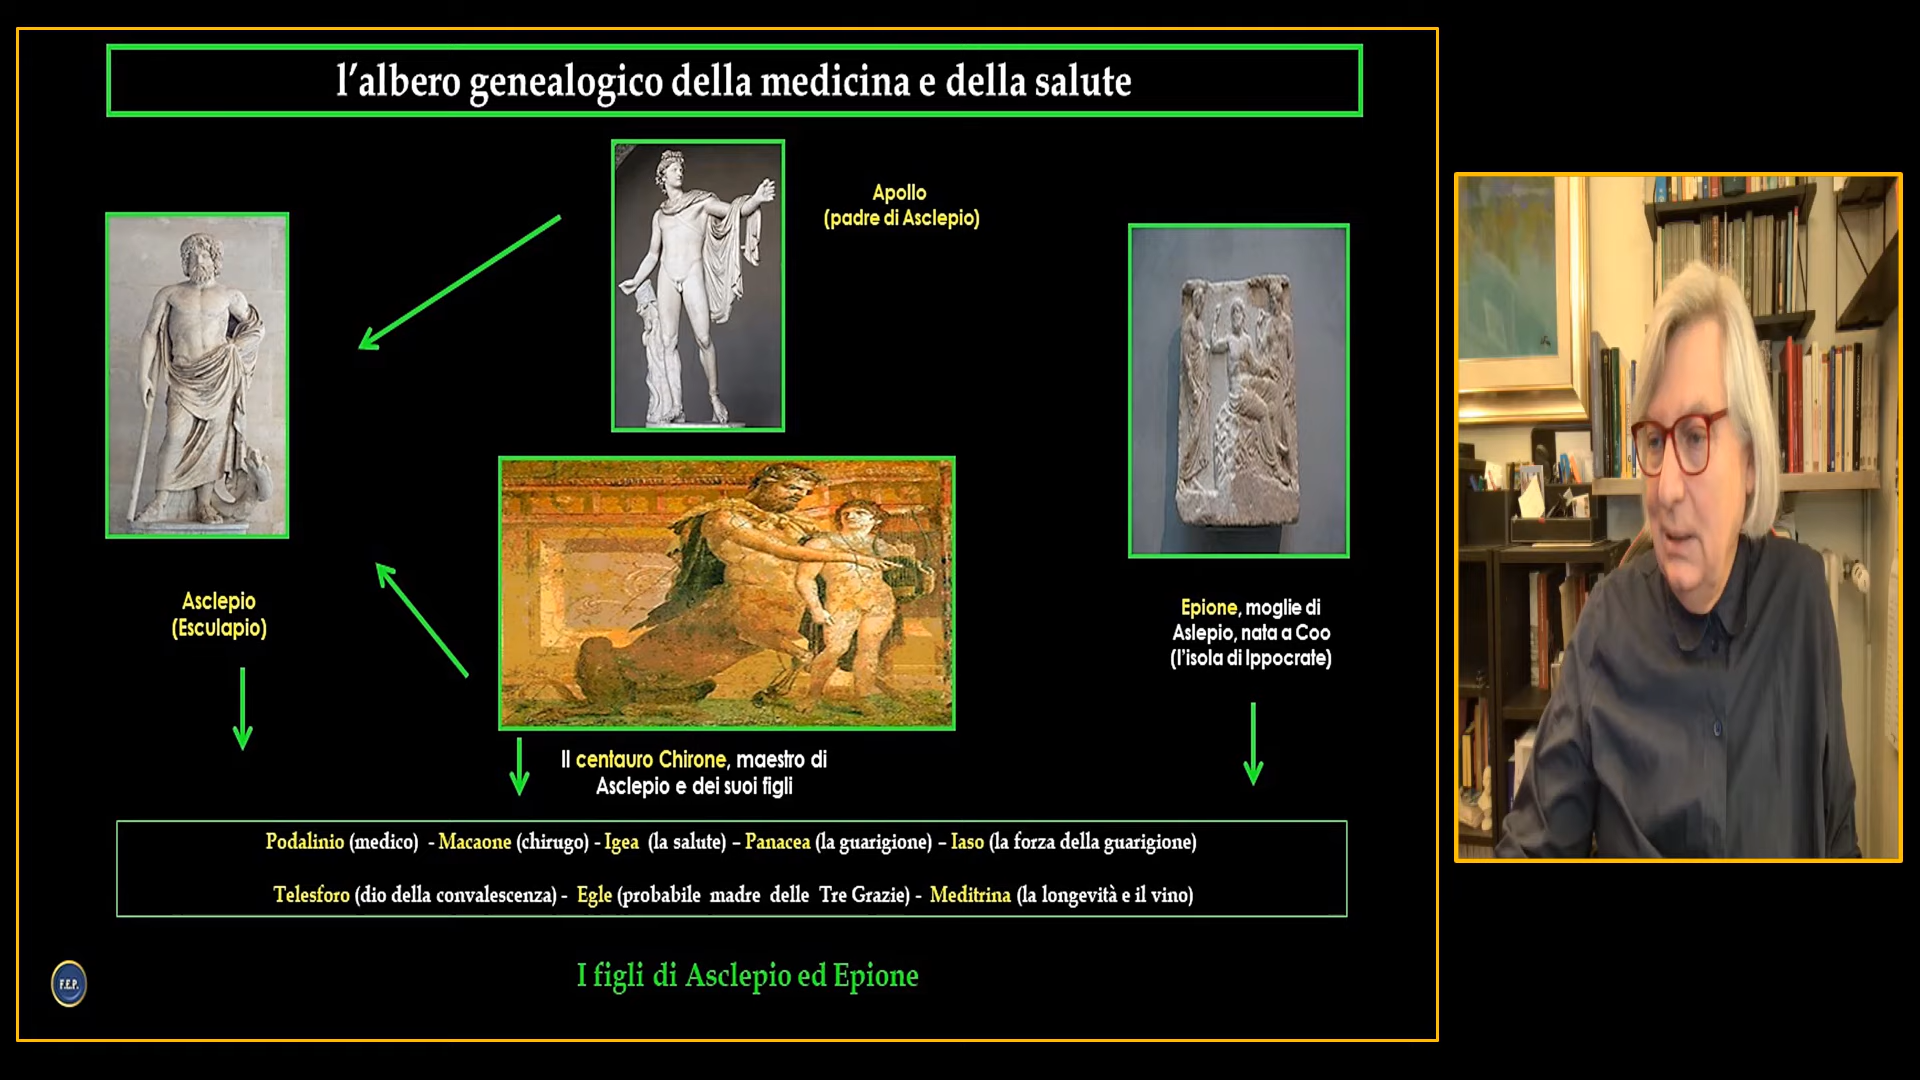 l’albero genealogico della medicina e della salute
Apollo
(padre di Asclepio)
Asclepio
(Esculapio)
Epione, moglie di
Aslepio, nata a Coo
(l’isola di Ippocrate)
Il centauro Chirone, maestro di
Asclepio e dei suoi figli
Podalinio (medico) - Macaone (chirugo) - Igea (la salute) – Panacea (la guarigione) – Iaso (la forza della guarigione)
Telesforo (dio della convalescenza) - Egle (probabile madre delle Tre Grazie) - Meditrina (la longevità e il vino)
F.E.P.
I figli di Asclepio ed Epione